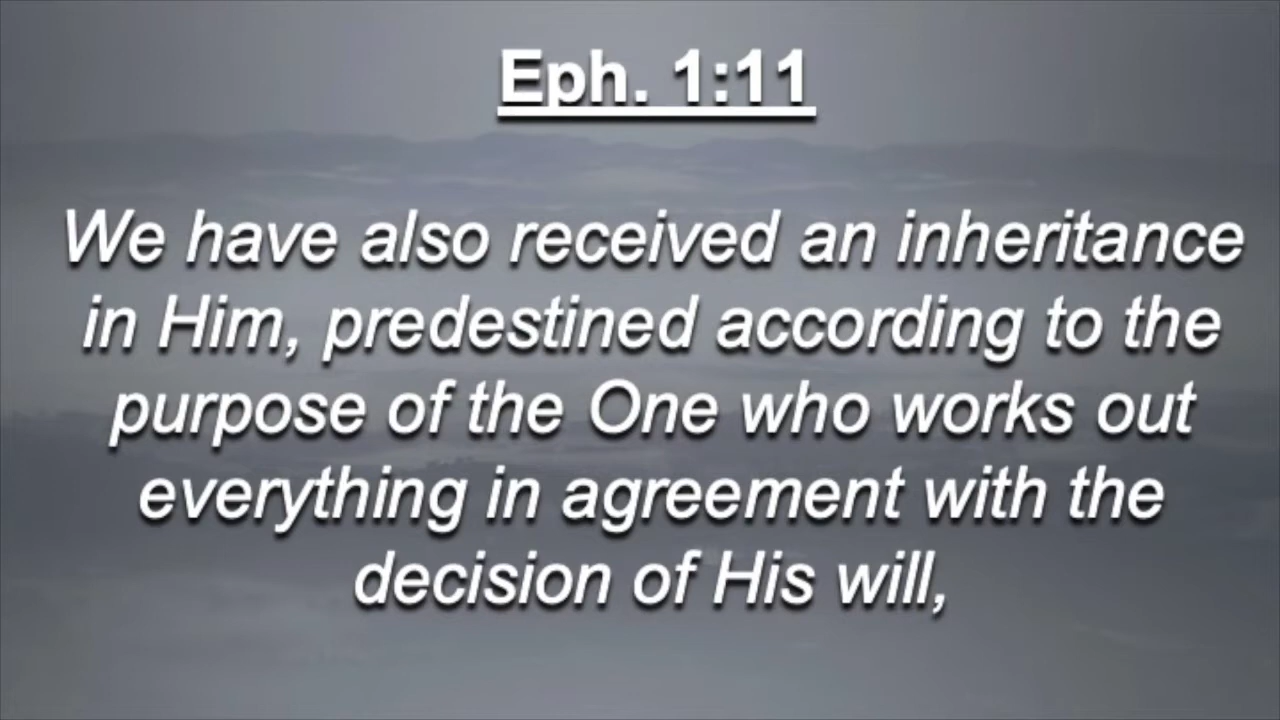 Eph. 1:11
We have also received an inheritance
in Him, predestined according to the
purpose of the One who works out
everything in agreement with the
decision of His will,